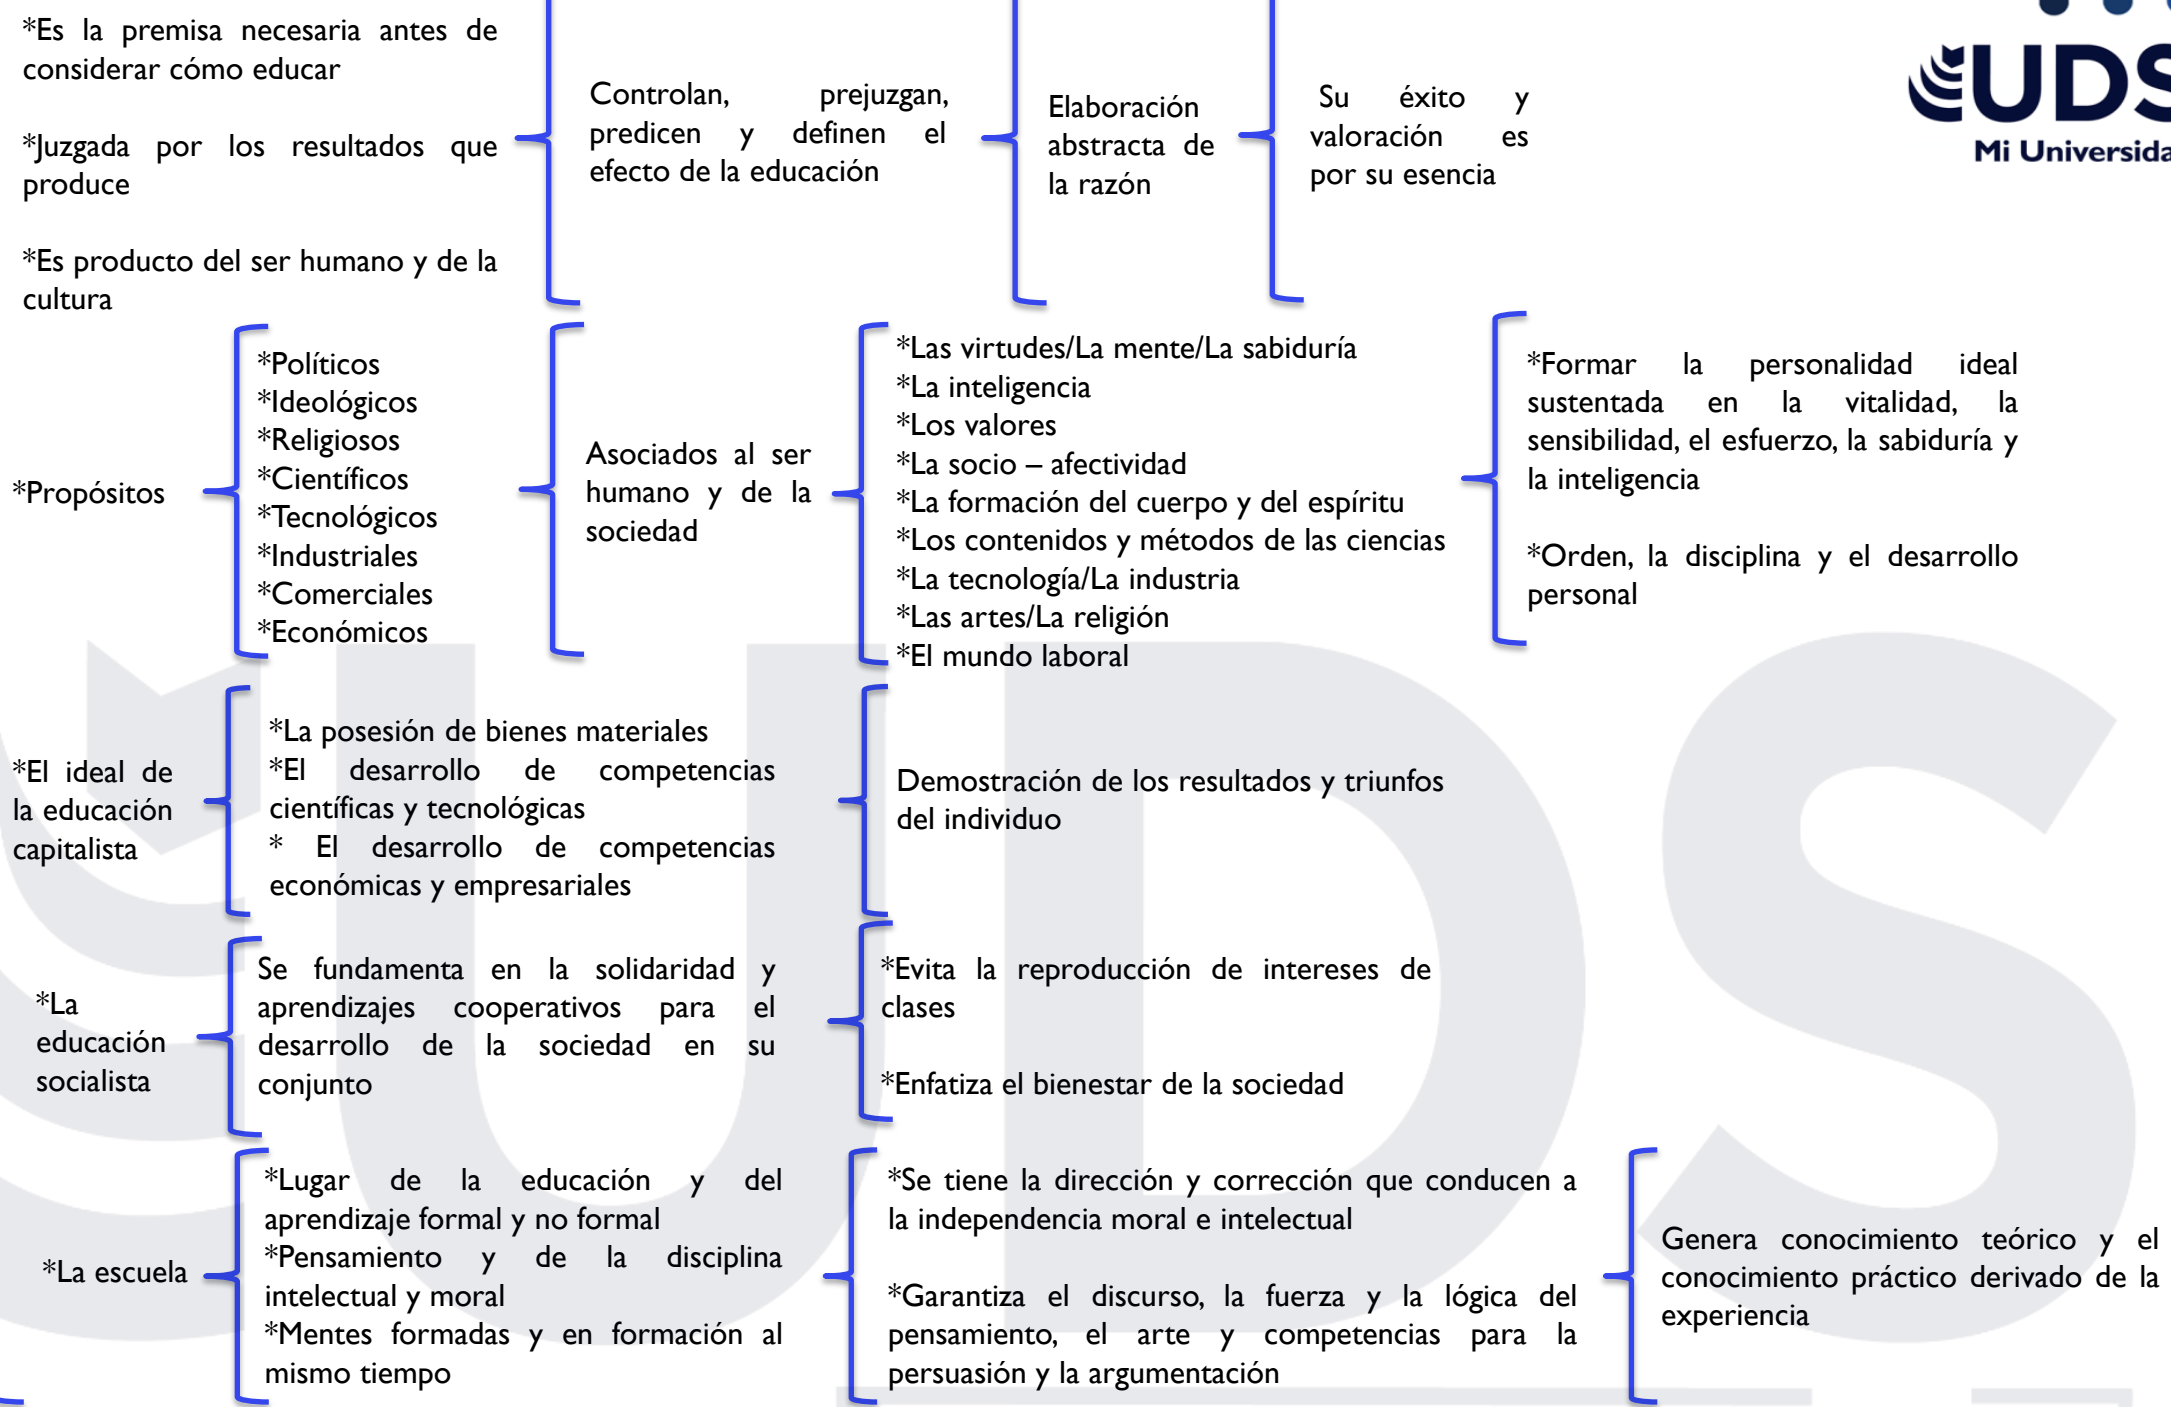 *Es la premisa necesaria antes de
considerar cómo educar
*Juzgada por los resultados que
produce
*Es producto del ser humano y de la
cultura
Controlan, prejuzgan,
predicen y definen el
efecto de la educación
Elaboración
abstracta de
la razón
Su éxito y
valoración es
por su esencia
UDS
Mi Universida
*Propósitos
*Políticos
*Ideológicos
*Religiosos
*Científicos
*Tecnológicos
*Industriales
*Comerciales
*Económicos
Asociados al ser
humano y de la
sociedad
*Las virtudes/La mente/La sabiduría
*La inteligencia
*Los valores
*La socio – afectividad
*La formación del cuerpo y del espíritu
*Los contenidos y métodos de las ciencias
*La tecnología/La industria
*Las artes/La religión
*El mundo laboral
*Formar la personalidad ideal
sustentada en la vitalidad, la
sensibilidad, el esfuerzo, la sabiduría y
la inteligencia
*Orden, la disciplina y el desarrollo
personal
*El ideal de
la educación
capitalista
*La posesión de bienes materiales
*El desarrollo de competencias
científicas y tecnológicas
* El desarrollo de competencias
económicas y empresariales
Demostración de los resultados y triunfos
del individuo
*La
educación
socialista
Se fundamenta en la solidaridad y
aprendizajes cooperativos para el
desarrollo de la sociedad en su
conjunto
*Evita la reproducción de intereses de
clases
*Enfatiza el bienestar de la sociedad
*La escuela
*Lugar de la educación y del
aprendizaje formal y no formal
*Pensamiento y de la disciplina
intelectual y moral
*Mentes formadas y en formación al
mismo tiempo
*Se tiene la dirección y corrección que conducen a
la independencia moral e intelectual
*Garantiza el discurso, la fuerza y la lógica del
pensamiento, el arte y competencias para la
persuasión y la argumentación
Genera conocimiento teórico y el
conocimiento práctico derivado de la
experiencia
UDS